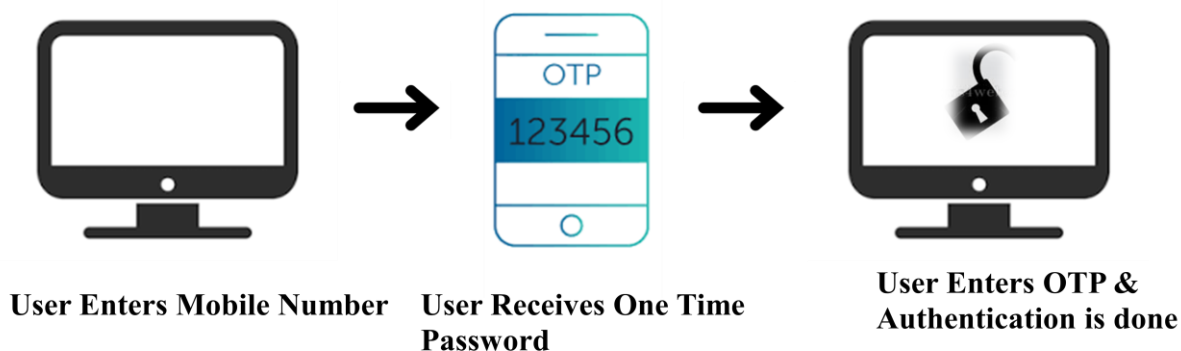 OTP
123456
User Enters Mobile Number
User Receives One Time
Password
User Enters OTP &
Authentication is done